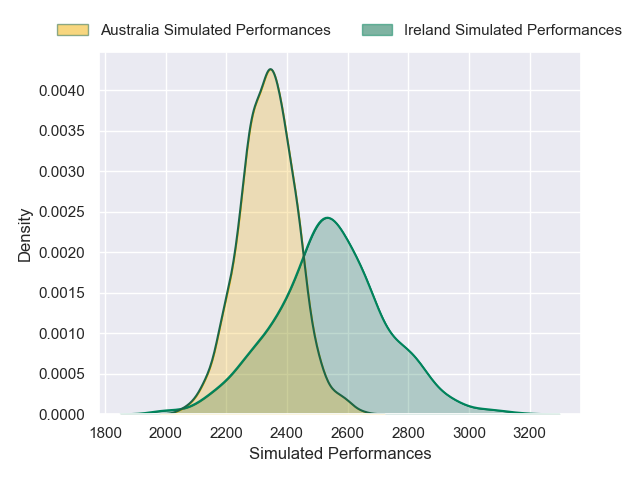 Australia Simulated Performances Ireland Simulated Performances
0.0040
0.0035
0.0030
0.0025
0.0020
0.0015
0.0010
0.0005
0.0000
Density
1800 2000 2200 2400 2600 2800 3000 3200
Simulated Performances